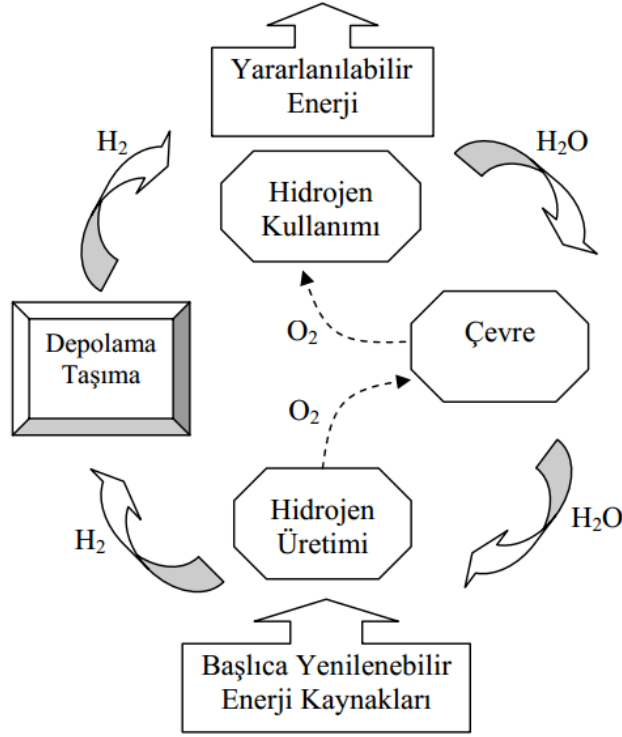 Yararlanılabilir
Enerji
H₂
H₂O
Hidrojen
Kullanımı
O₂
Çevre
Depolama
Taşıma
O₂
Hidrojen
Üretimi
H₂
H₂O
Başlıca Yenilenebilir
Enerji Kaynakları